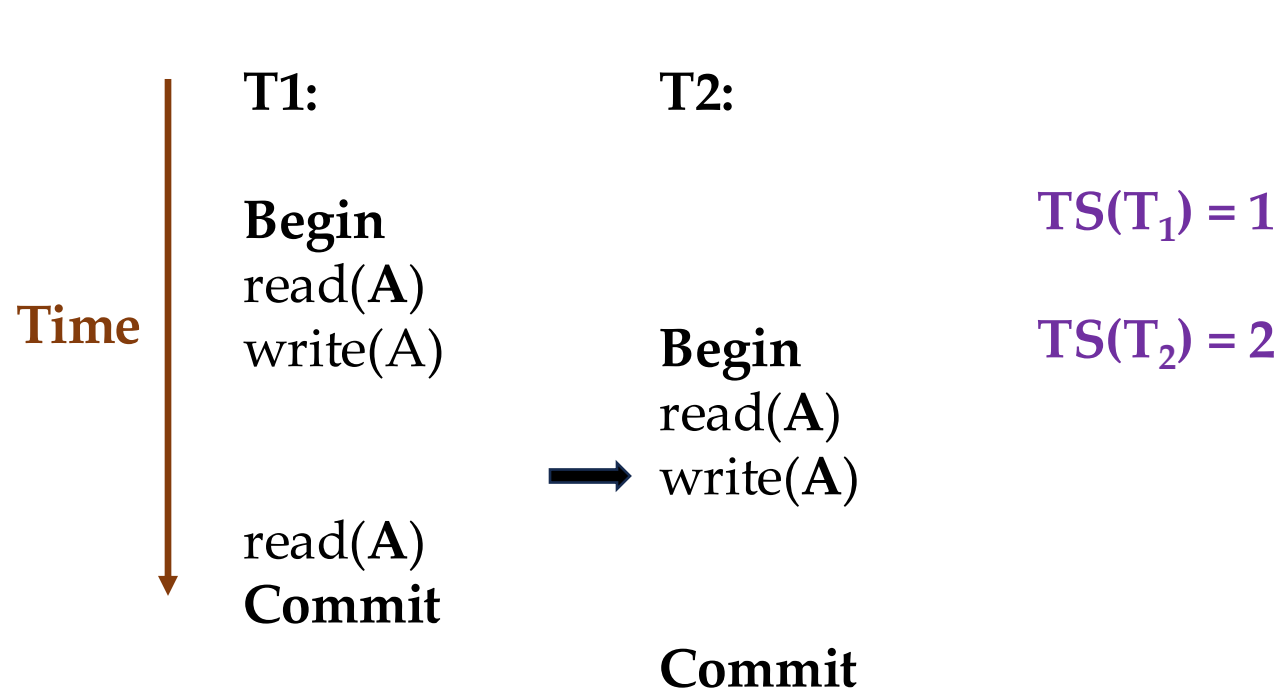 T1: T2:
Begin TS(T1) = 1
read(A)
Time
write(A) Begin TS(T2) = 2
read(A)
write(A)
read(A)
Commit
Commit